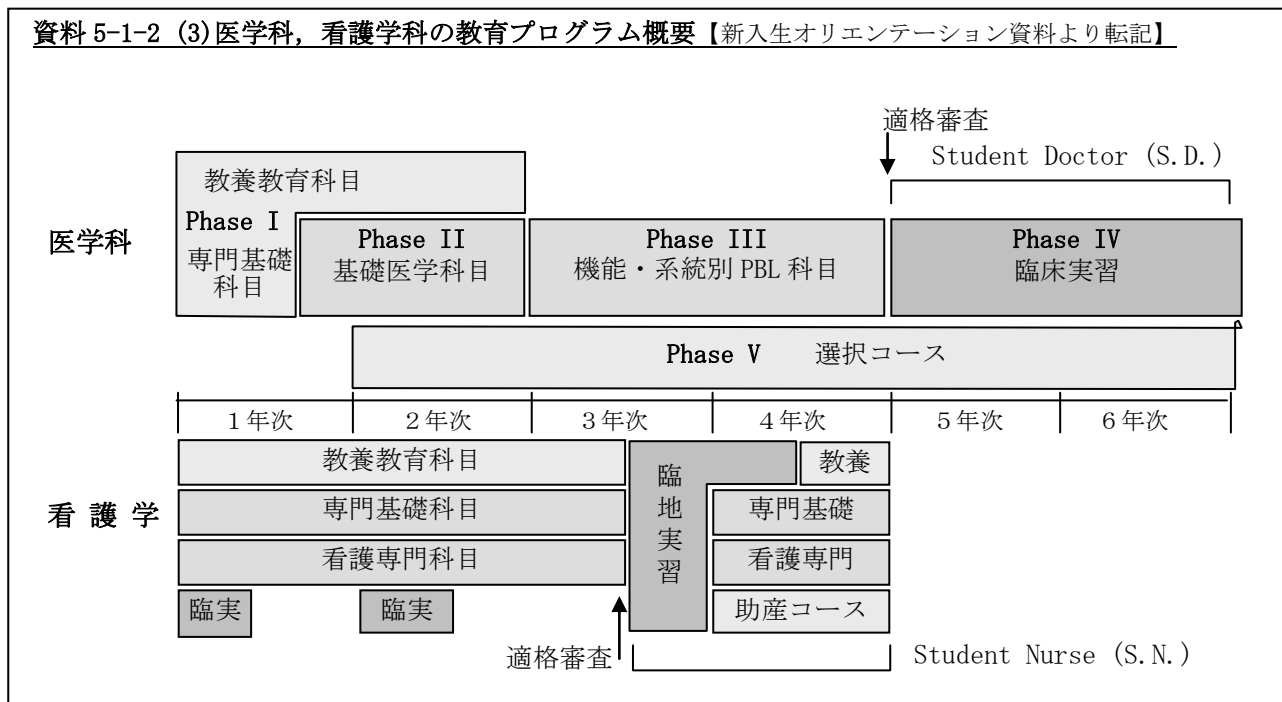 資料 5-1-2 (3)医学科，看護学科の教育プログラム概要【新入生オリエンテーション資料より転記】
適格審査
Student Doctor (S.D.)
医学科
教養教育科目
Phase I
専門基礎
科目
Phase II
基礎医学科目
Phase III
機能・系統別 PBL 科目
Phase IV
臨床実習
Phase V　選択コース
1年次　2年次　3年次　4年次　5年次　6年次
看 護 学
教養教育科目
専門基礎科目
看護専門科目
臨実
臨実
臨
地
実
習
教養
専門基礎
看護専門
助産コース
適格審査
Student Nurse (S.N.)